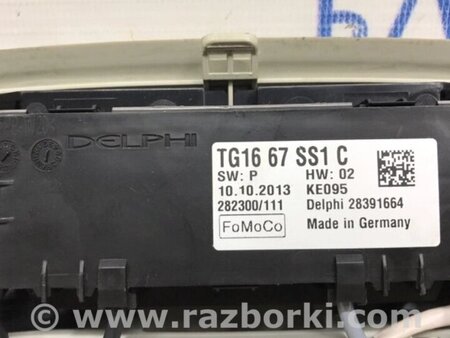 DELPHI
TG16 67 SS1 C
SW: P HW: 02
10.10.2013 KE095
282300/111 Delphi 28391664
FoMoCo Made in Germany
© www.razborki.com